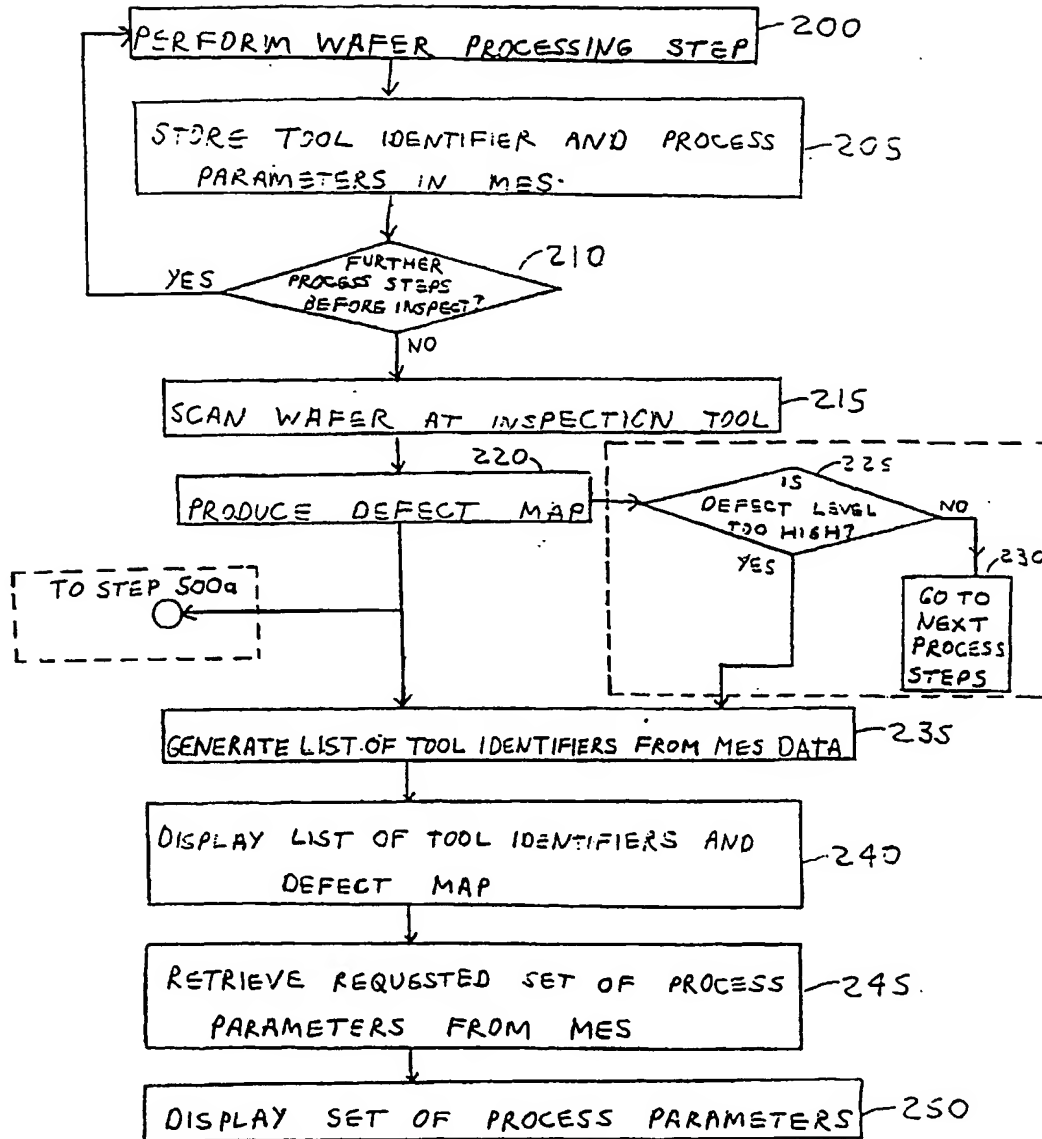 PERFORM WAFER PROCESSING STEP
200
STORE TOOL IDENTIFIER AND PROCESS
PARAMETERS IN MES.
205
FURTHER
PROCESS STEPS
BEFORE INSPECT?
210
YES
NO
SCAN WAFER AT INSPECTION TOOL
215
220
PRODUCE DEFECT MAP
225
IS
DEFECT LEVEL
TOO HIGH?
NO
YES
230
GO TO
NEXT
PROCESS
STEPS
TO STEP 500a
GENERATE LIST OF TOOL IDENTIFIERS FROM MES DATA
235
DISPLAY LIST OF TOOL IDENTIFIERS AND
DEFECT MAP
240
RETRIEVE REQUESTED SET OF PROCESS
PARAMETERS FROM MES
245
DISPLAY SET OF PROCESS PARAMETERS
250